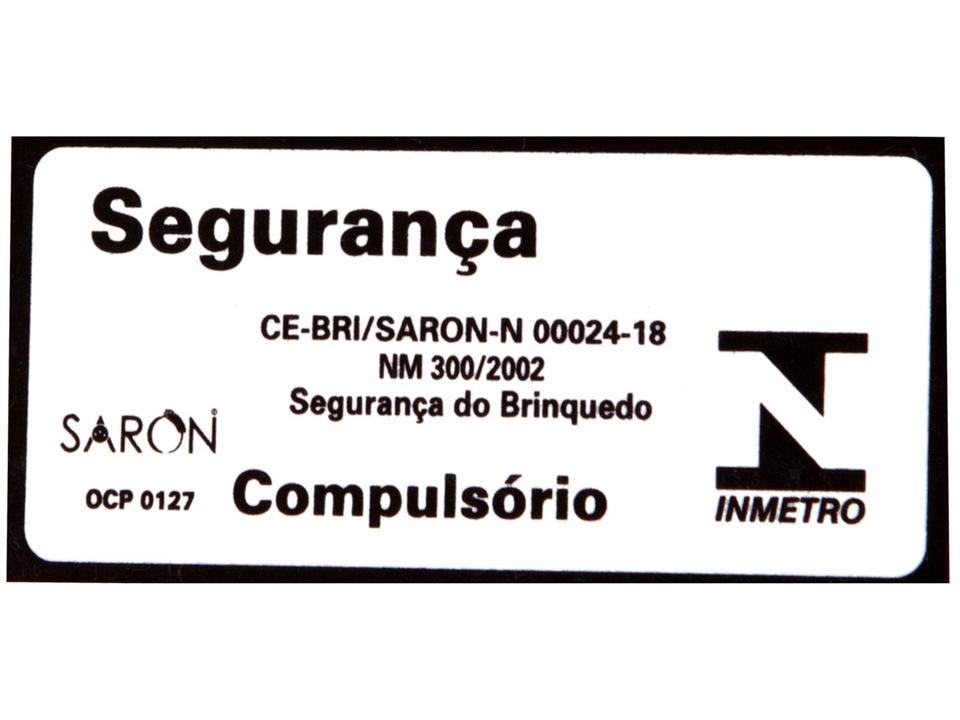 Segurança
CE-BRI/SARON-N 00024-18
NM 300/2002
Segurança do Brinquedo
SARON®
OCP 0127
Compulsório
INMETRO